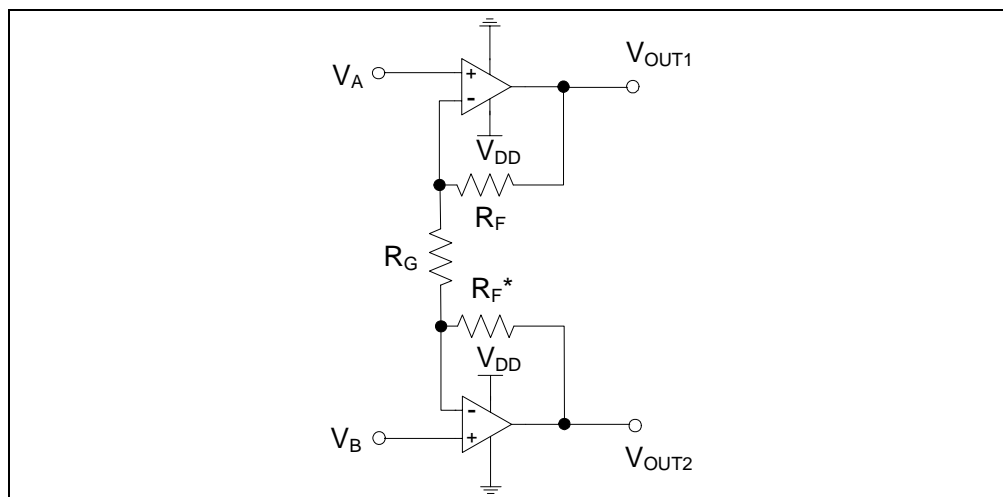 V_OUT1
V_A
+
-
V_DD
R_F
R_G
R_F*
V_DD
-
+
V_B
V_OUT2